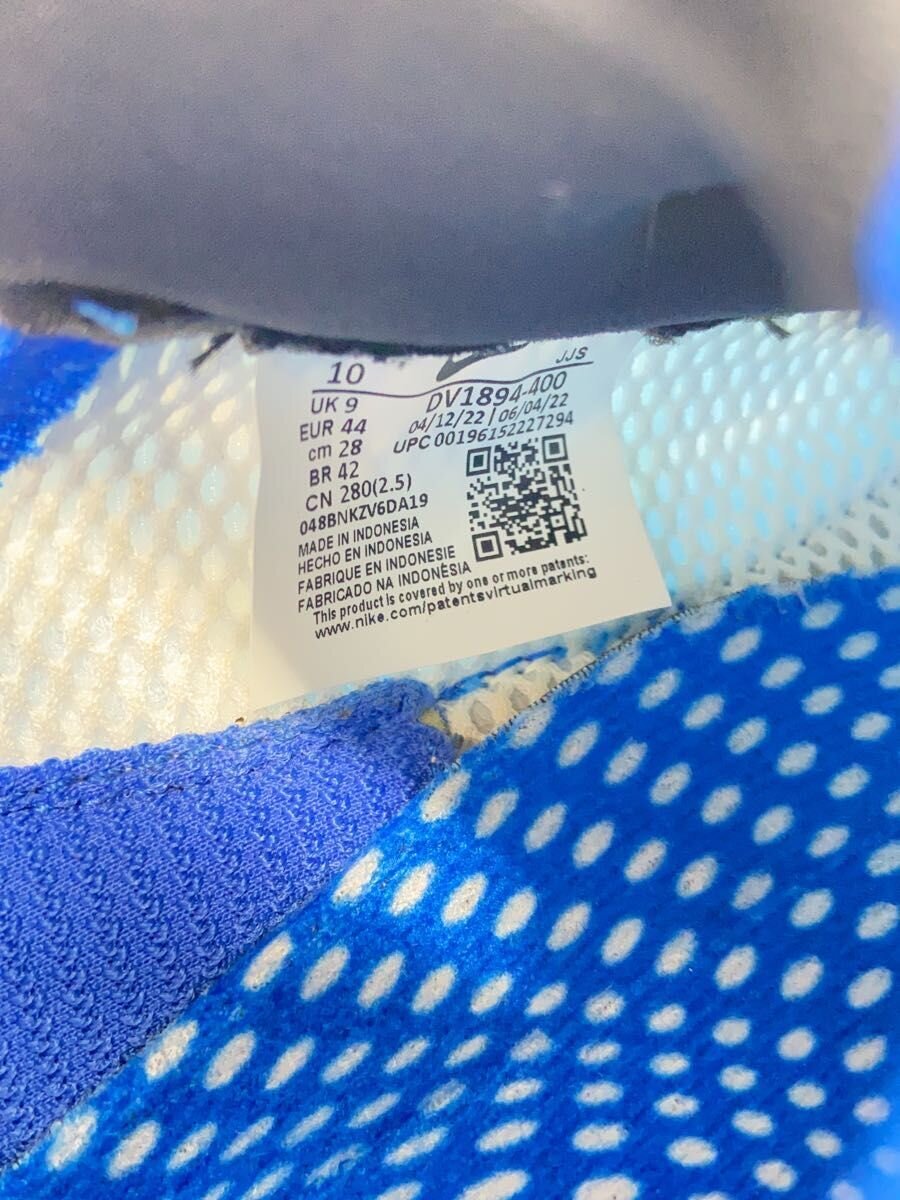 10
JJS
UK 9
DV1894-400
EUR 44
04/12/22 | 06/04/22
cm 28
UPC 00196152227294
BR 42
CN 280(2.5)
048BNKZV6DA19
MADE IN INDONESIA
HECHO EN INDONESIA
FABRIQUE EN INDONESIE
FABRICADO NA INDONÉSIA
This product is covered by one or more patents:
www.nike.com/patentsvirtualmarking